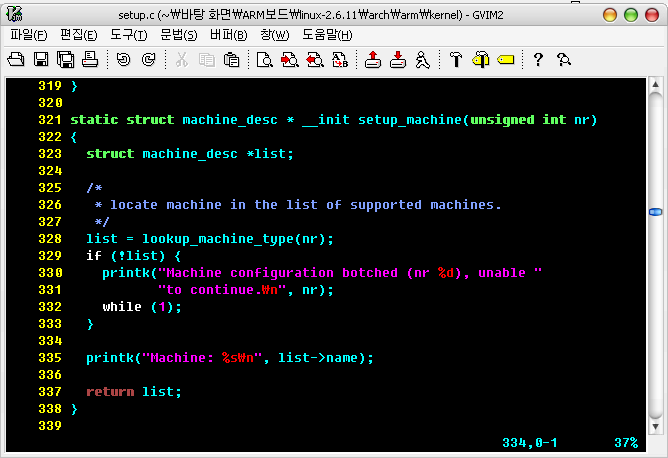 setup.c (~₩바탕 화면₩ARM보드₩linux-2.6.11₩arch₩arm₩kernel) - GVIM2
파일(F) 편집(E) 도구(T) 문법(S) 버퍼(B) 창(W) 도움말(H)
319 }
320
321 static struct machine_desc * __init setup_machine(unsigned int nr)
322 {
323   struct machine_desc *list;
324
325   /*
326    * locate machine in the list of supported machines.
327    */
328   list = lookup_machine_type(nr);
329   if (!list) {
330     printk("Machine configuration botched (nr %d), unable "
331            "to continue.₩n", nr);
332     while (1);
333   }
334
335   printk("Machine: %s₩n", list->name);
336
337   return list;
338 }
339
334,0-1 37%